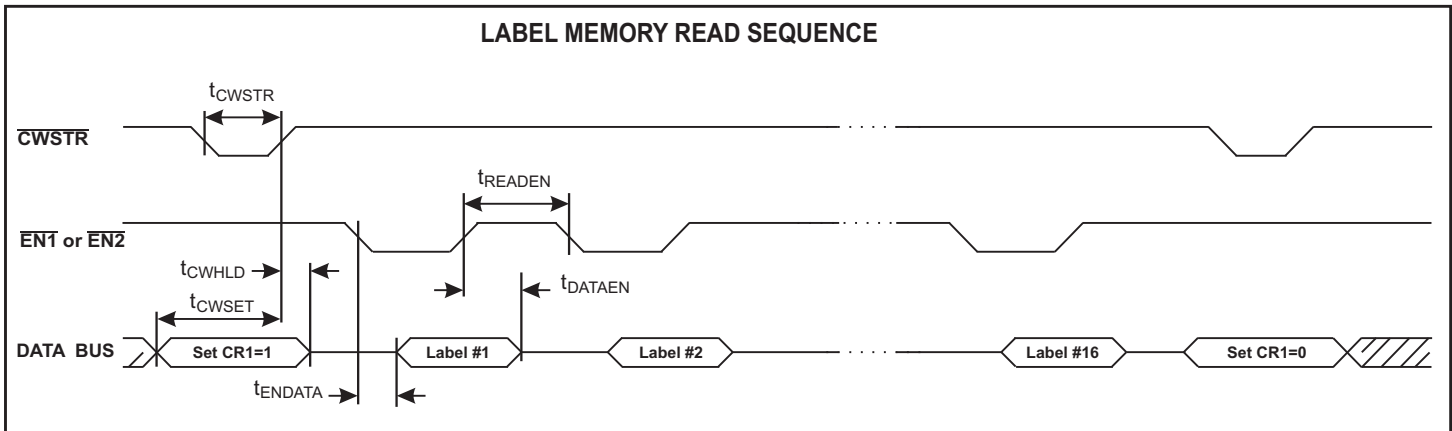 LABEL MEMORY READ SEQUENCE
tCWSTR
CWSTR
tREADEN
EN1 or EN2
tCWHLD
tDATAEN
tCWSET
DATA BUS
Set CR1=1
Label #1
Label #2
Label #16
Set CR1=0
tENDATA